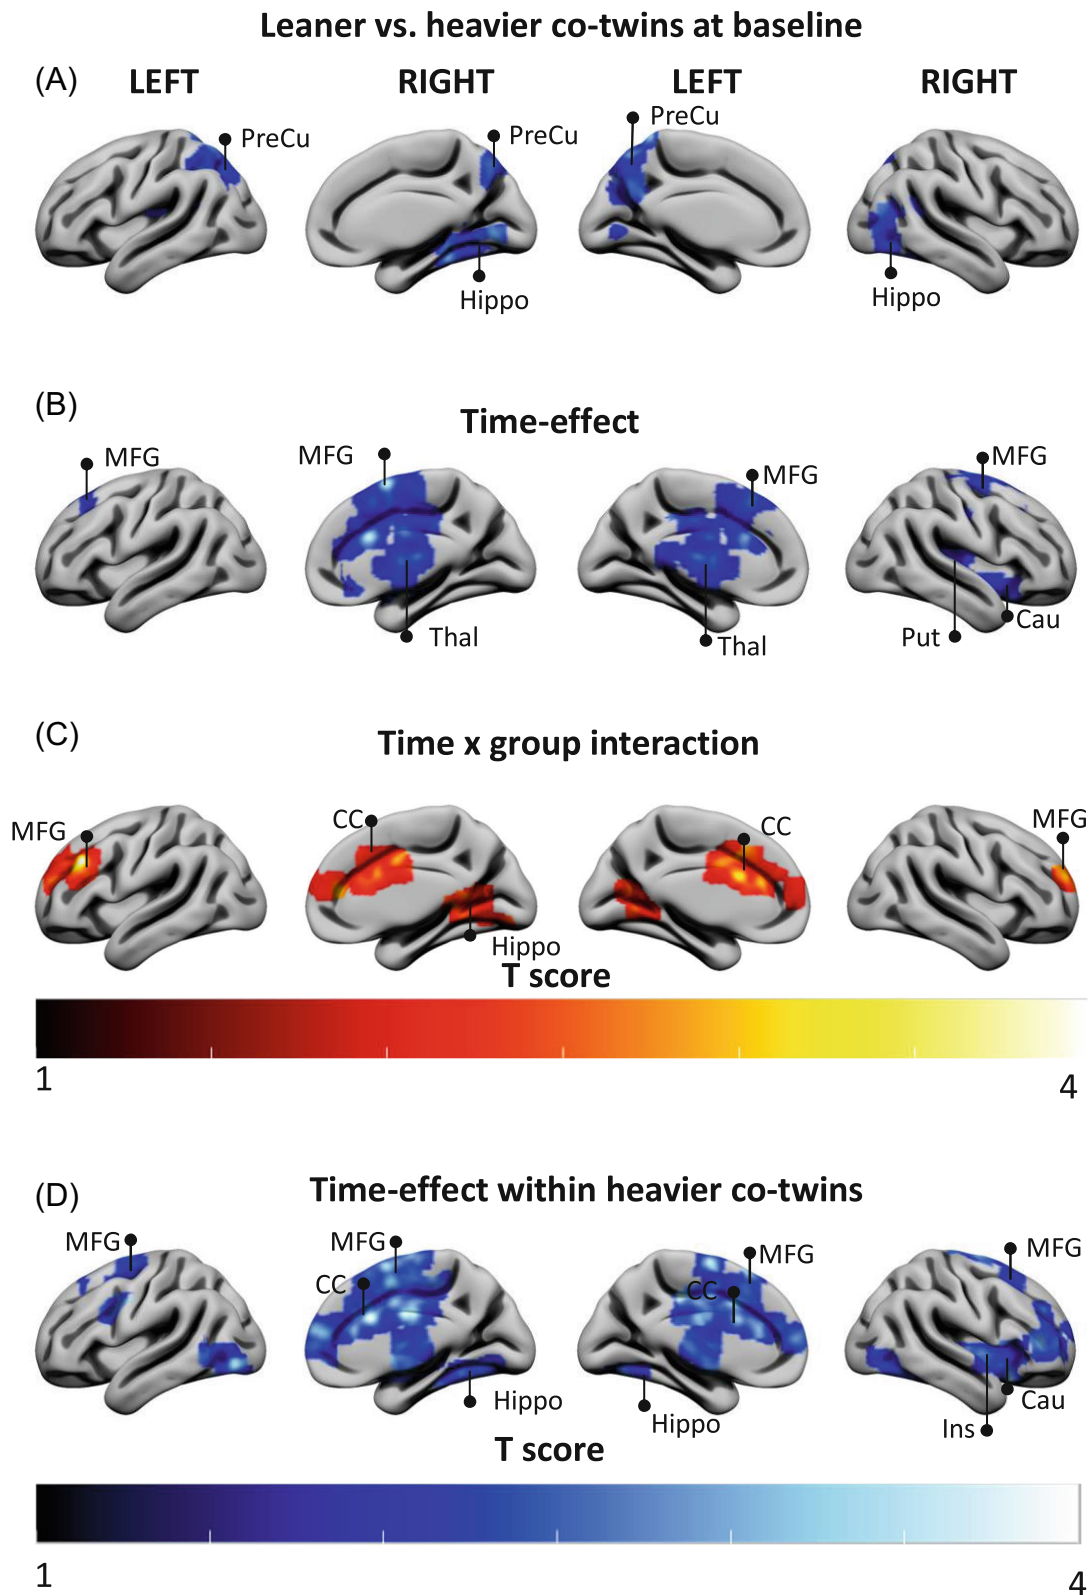 Leaner vs. heavier co-twins at baseline
(A)
LEFT RIGHT LEFT RIGHT
PreCu PreCu PreCu
Hippo Hippo
(B)
Time-effect
MFG MFG MFG MFG
Thal Thal Put Cau
(C)
Time x group interaction
MFG CC CC MFG
Hippo
T score
1 4
(D)
Time-effect within heavier co-twins
MFG MFG MFG MFG
CC CC
Hippo Hippo Ins Cau
T score
1 4